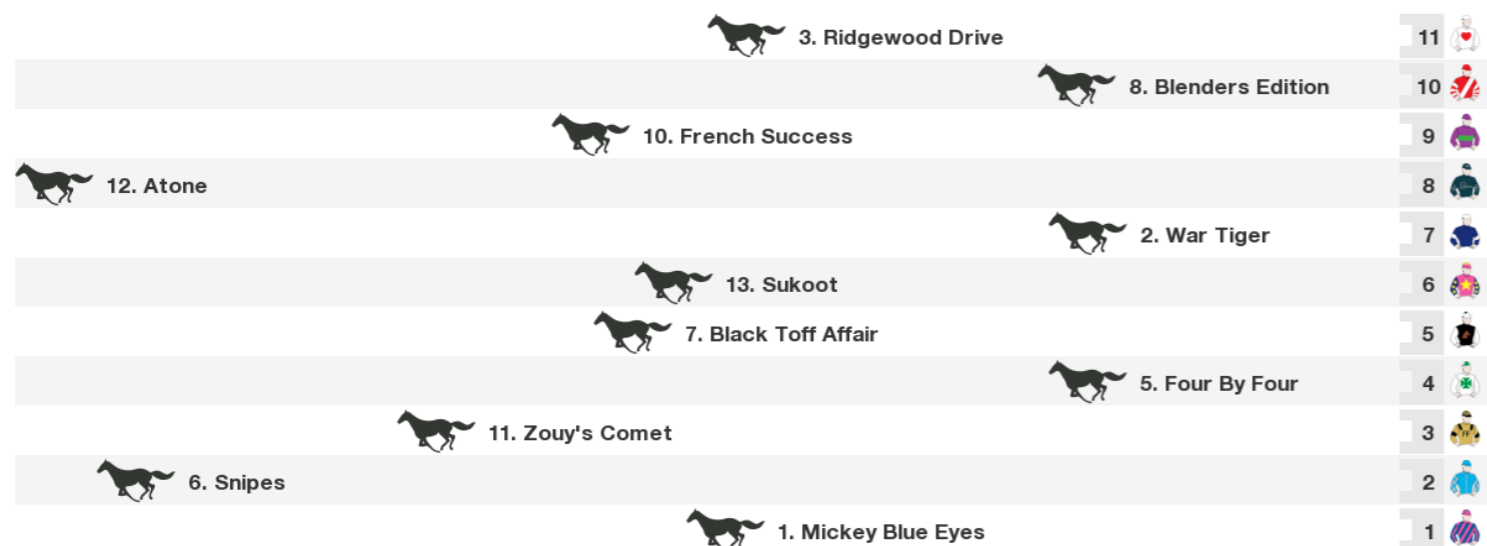 3. Ridgewood Drive 11
8. Blenders Edition 10
10. French Success 9
12. Atone 8
2. War Tiger 7
13. Sukoot 6
7. Black Toff Affair 5
5. Four By Four 4
11. Zouy's Comet 3
6. Snipes 2
1. Mickey Blue Eyes 1